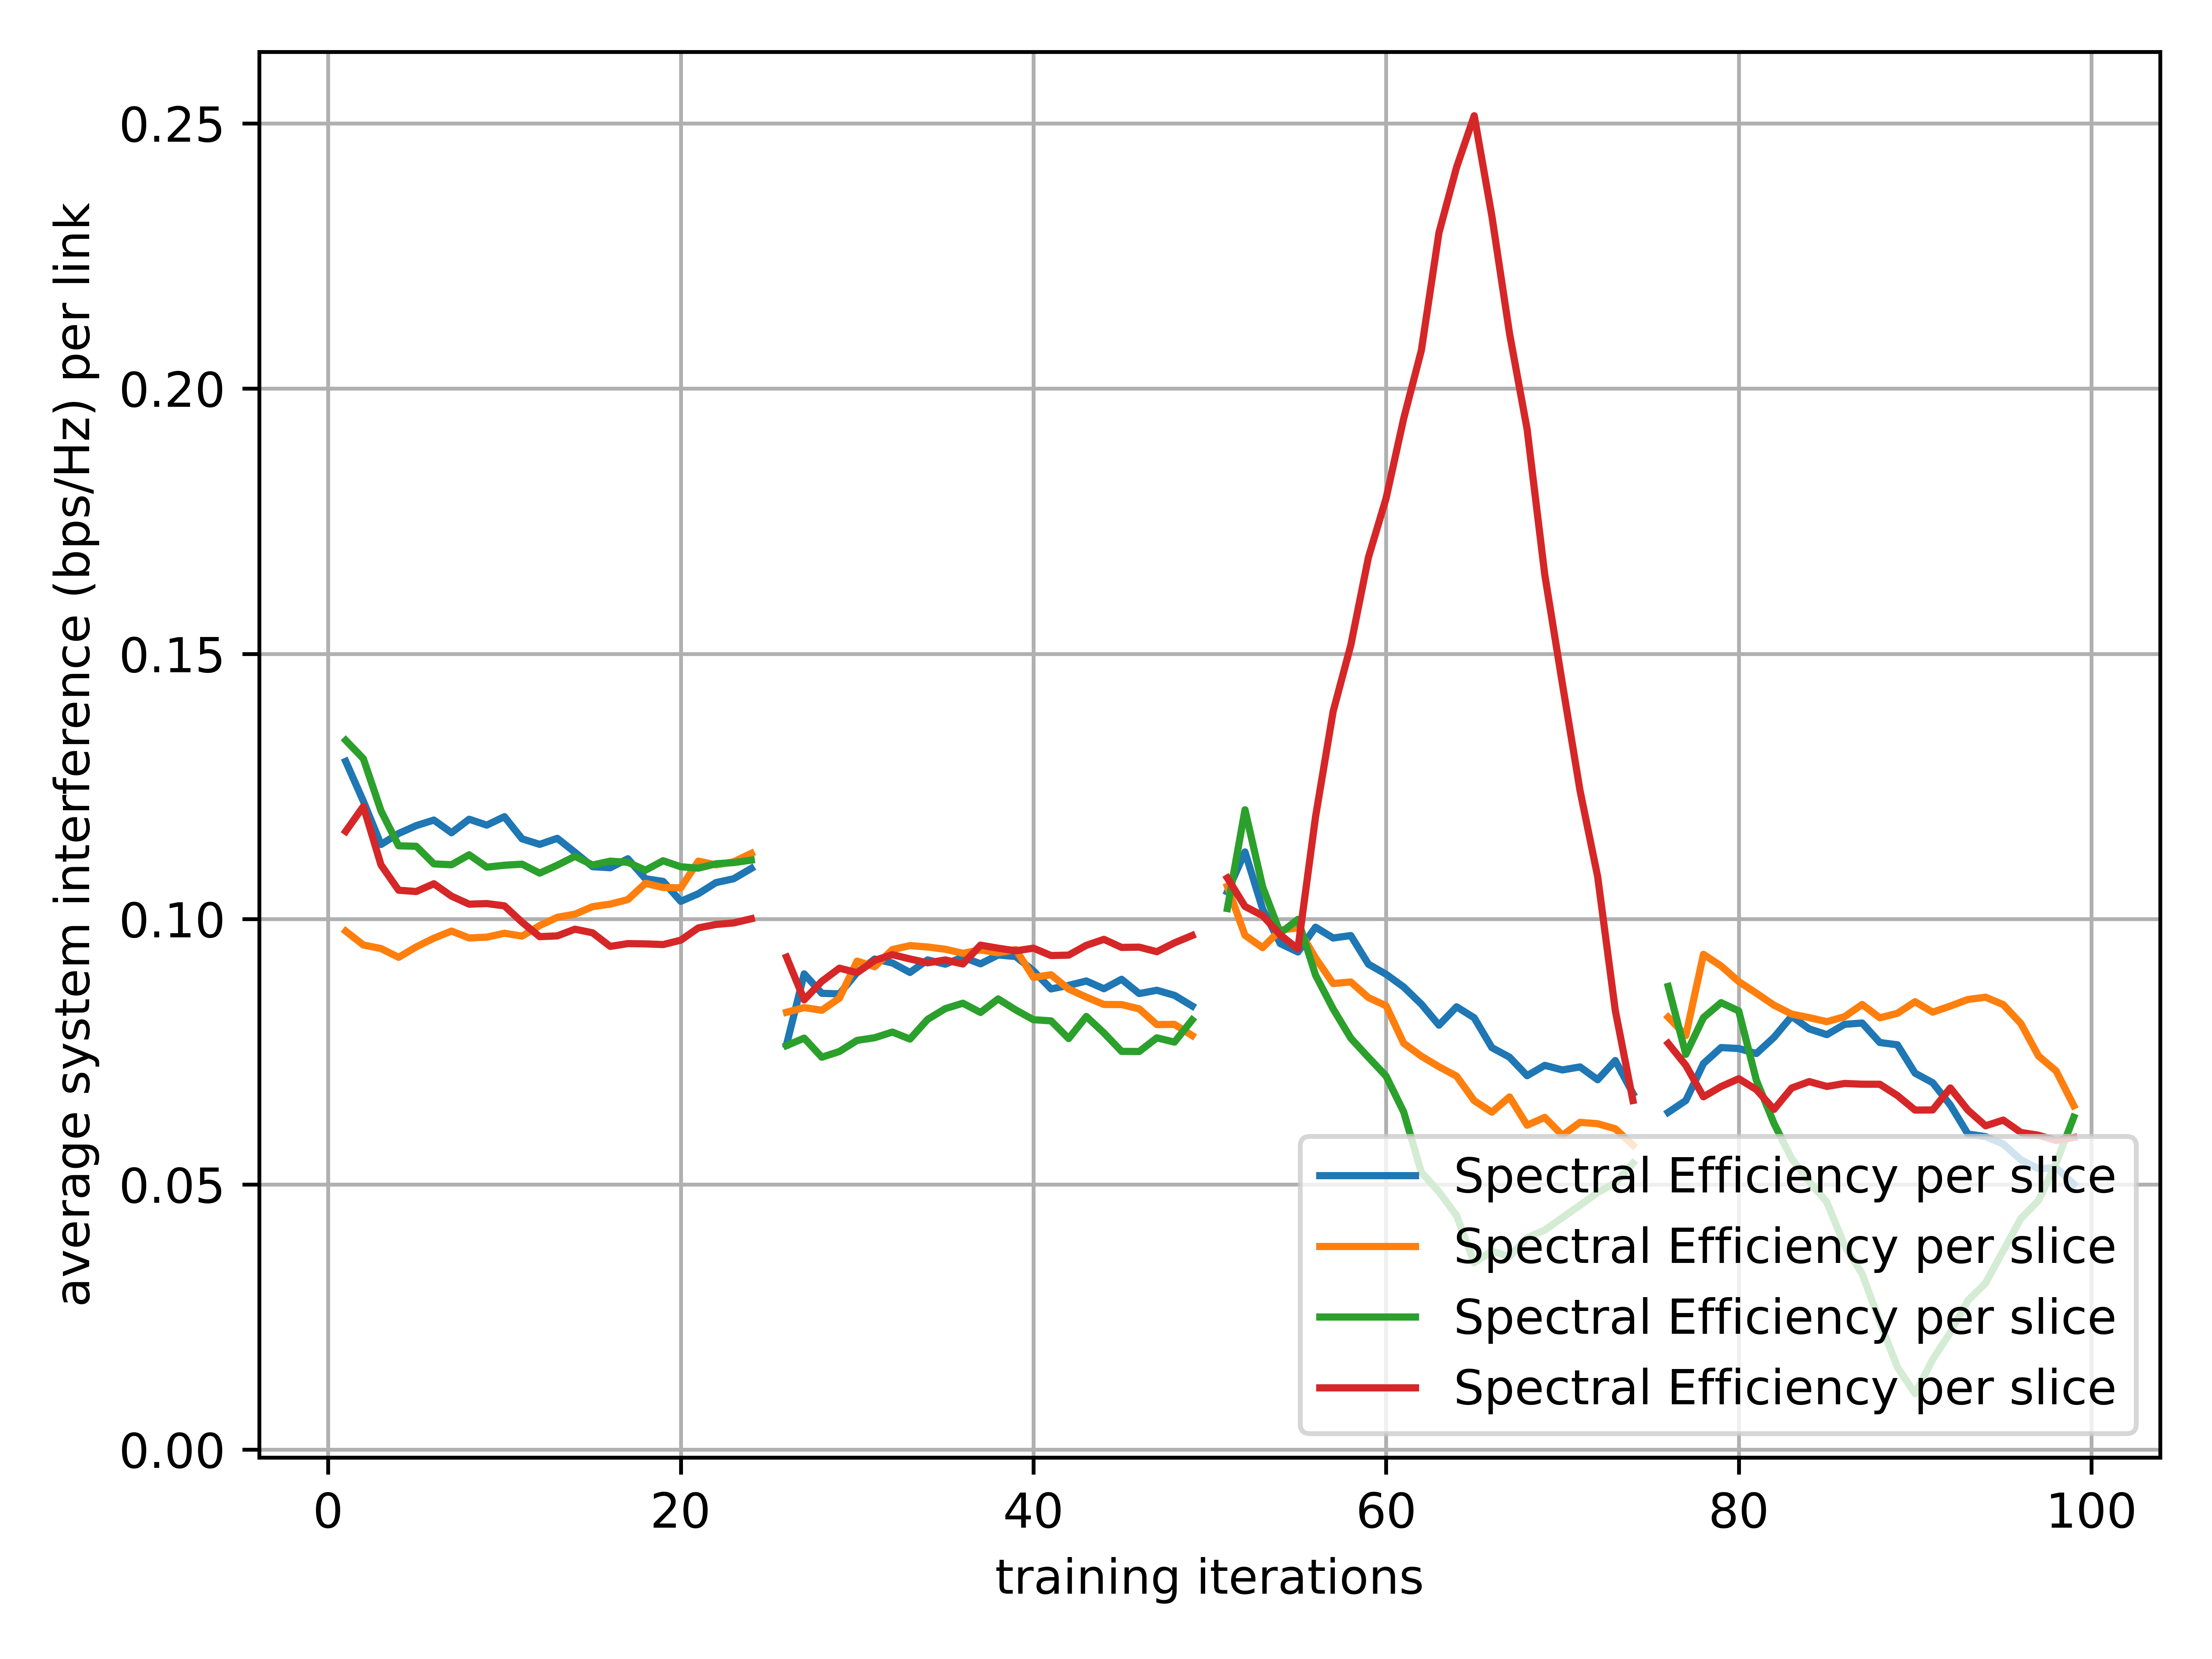 average system interference (bps/Hz) per link
0.25
0.20
0.15
0.10
0.05
0.00
Spectral Efficiency per slice
Spectral Efficiency per slice
Spectral Efficiency per slice
Spectral Efficiency per slice
0 20 40 60 80 100
training iterations